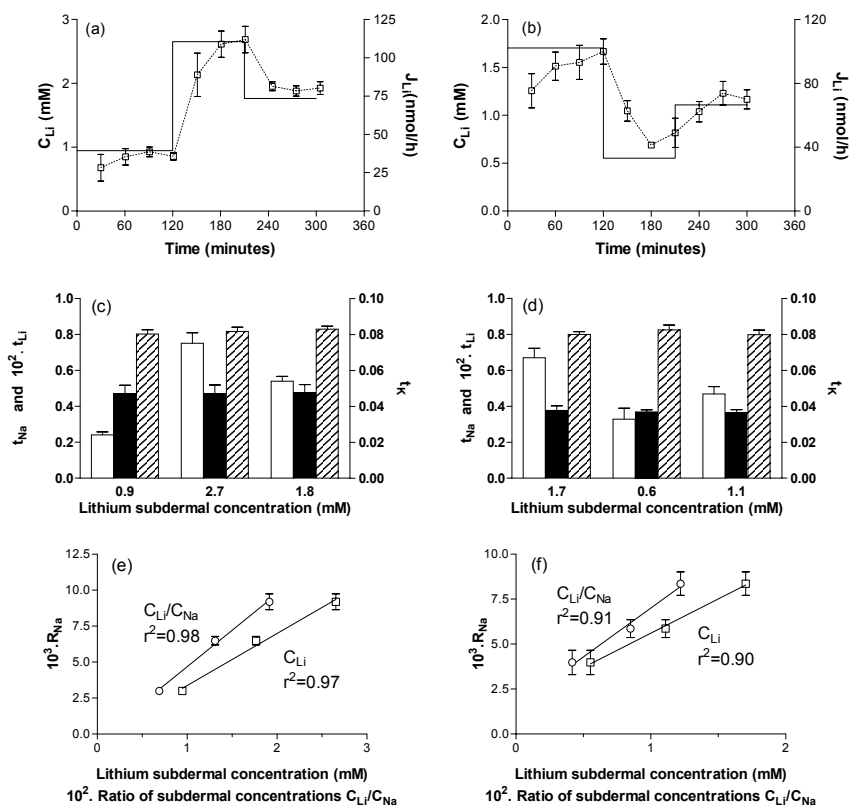 (a)
3
2
1
0
C_Li (mM)
120
100
75
50
25
0
J_Li (nmol/h)
0 60 120 180 240 300 360
Time (minutes)
(b)
2.0
1.5
1.0
0.5
0.0
C_Li (mM)
120
80
40
0
J_Li (nmol/h)
0 60 120 180 240 300 360
Time (minutes)
(c)
1.0
0.8
0.6
0.4
0.2
0.0
t_Na and 10². t_Li
0.10
0.08
0.06
0.04
0.02
0.00
t_K
0.9 2.7 1.8
Lithium subdermal concentration (mM)
(d)
1.0
0.8
0.6
0.4
0.2
0.0
t_Na and 10². t_Li
0.10
0.08
0.06
0.04
0.02
0.00
t_K
1.7 0.6 1.1
Lithium subdermal concentration (mM)
(e)
12.5
10.0
7.5
5.0
2.5
0.0
10³.R_Na
C_Li/C_Na
r²=0.98
C_Li
r²=0.97
0 1 2 3
Lithium subdermal concentration (mM)
10². Ratio of subdermal concentrations C_Li/C_Na
(f)
10.0
7.5
5.0
2.5
0.0
10³.R_Na
C_Li/C_Na
r²=0.91
C_Li
r²=0.90
0 1 2
Lithium subdermal concentration (mM)
10². Ratio of subdermal concentrations C_Li/C_Na